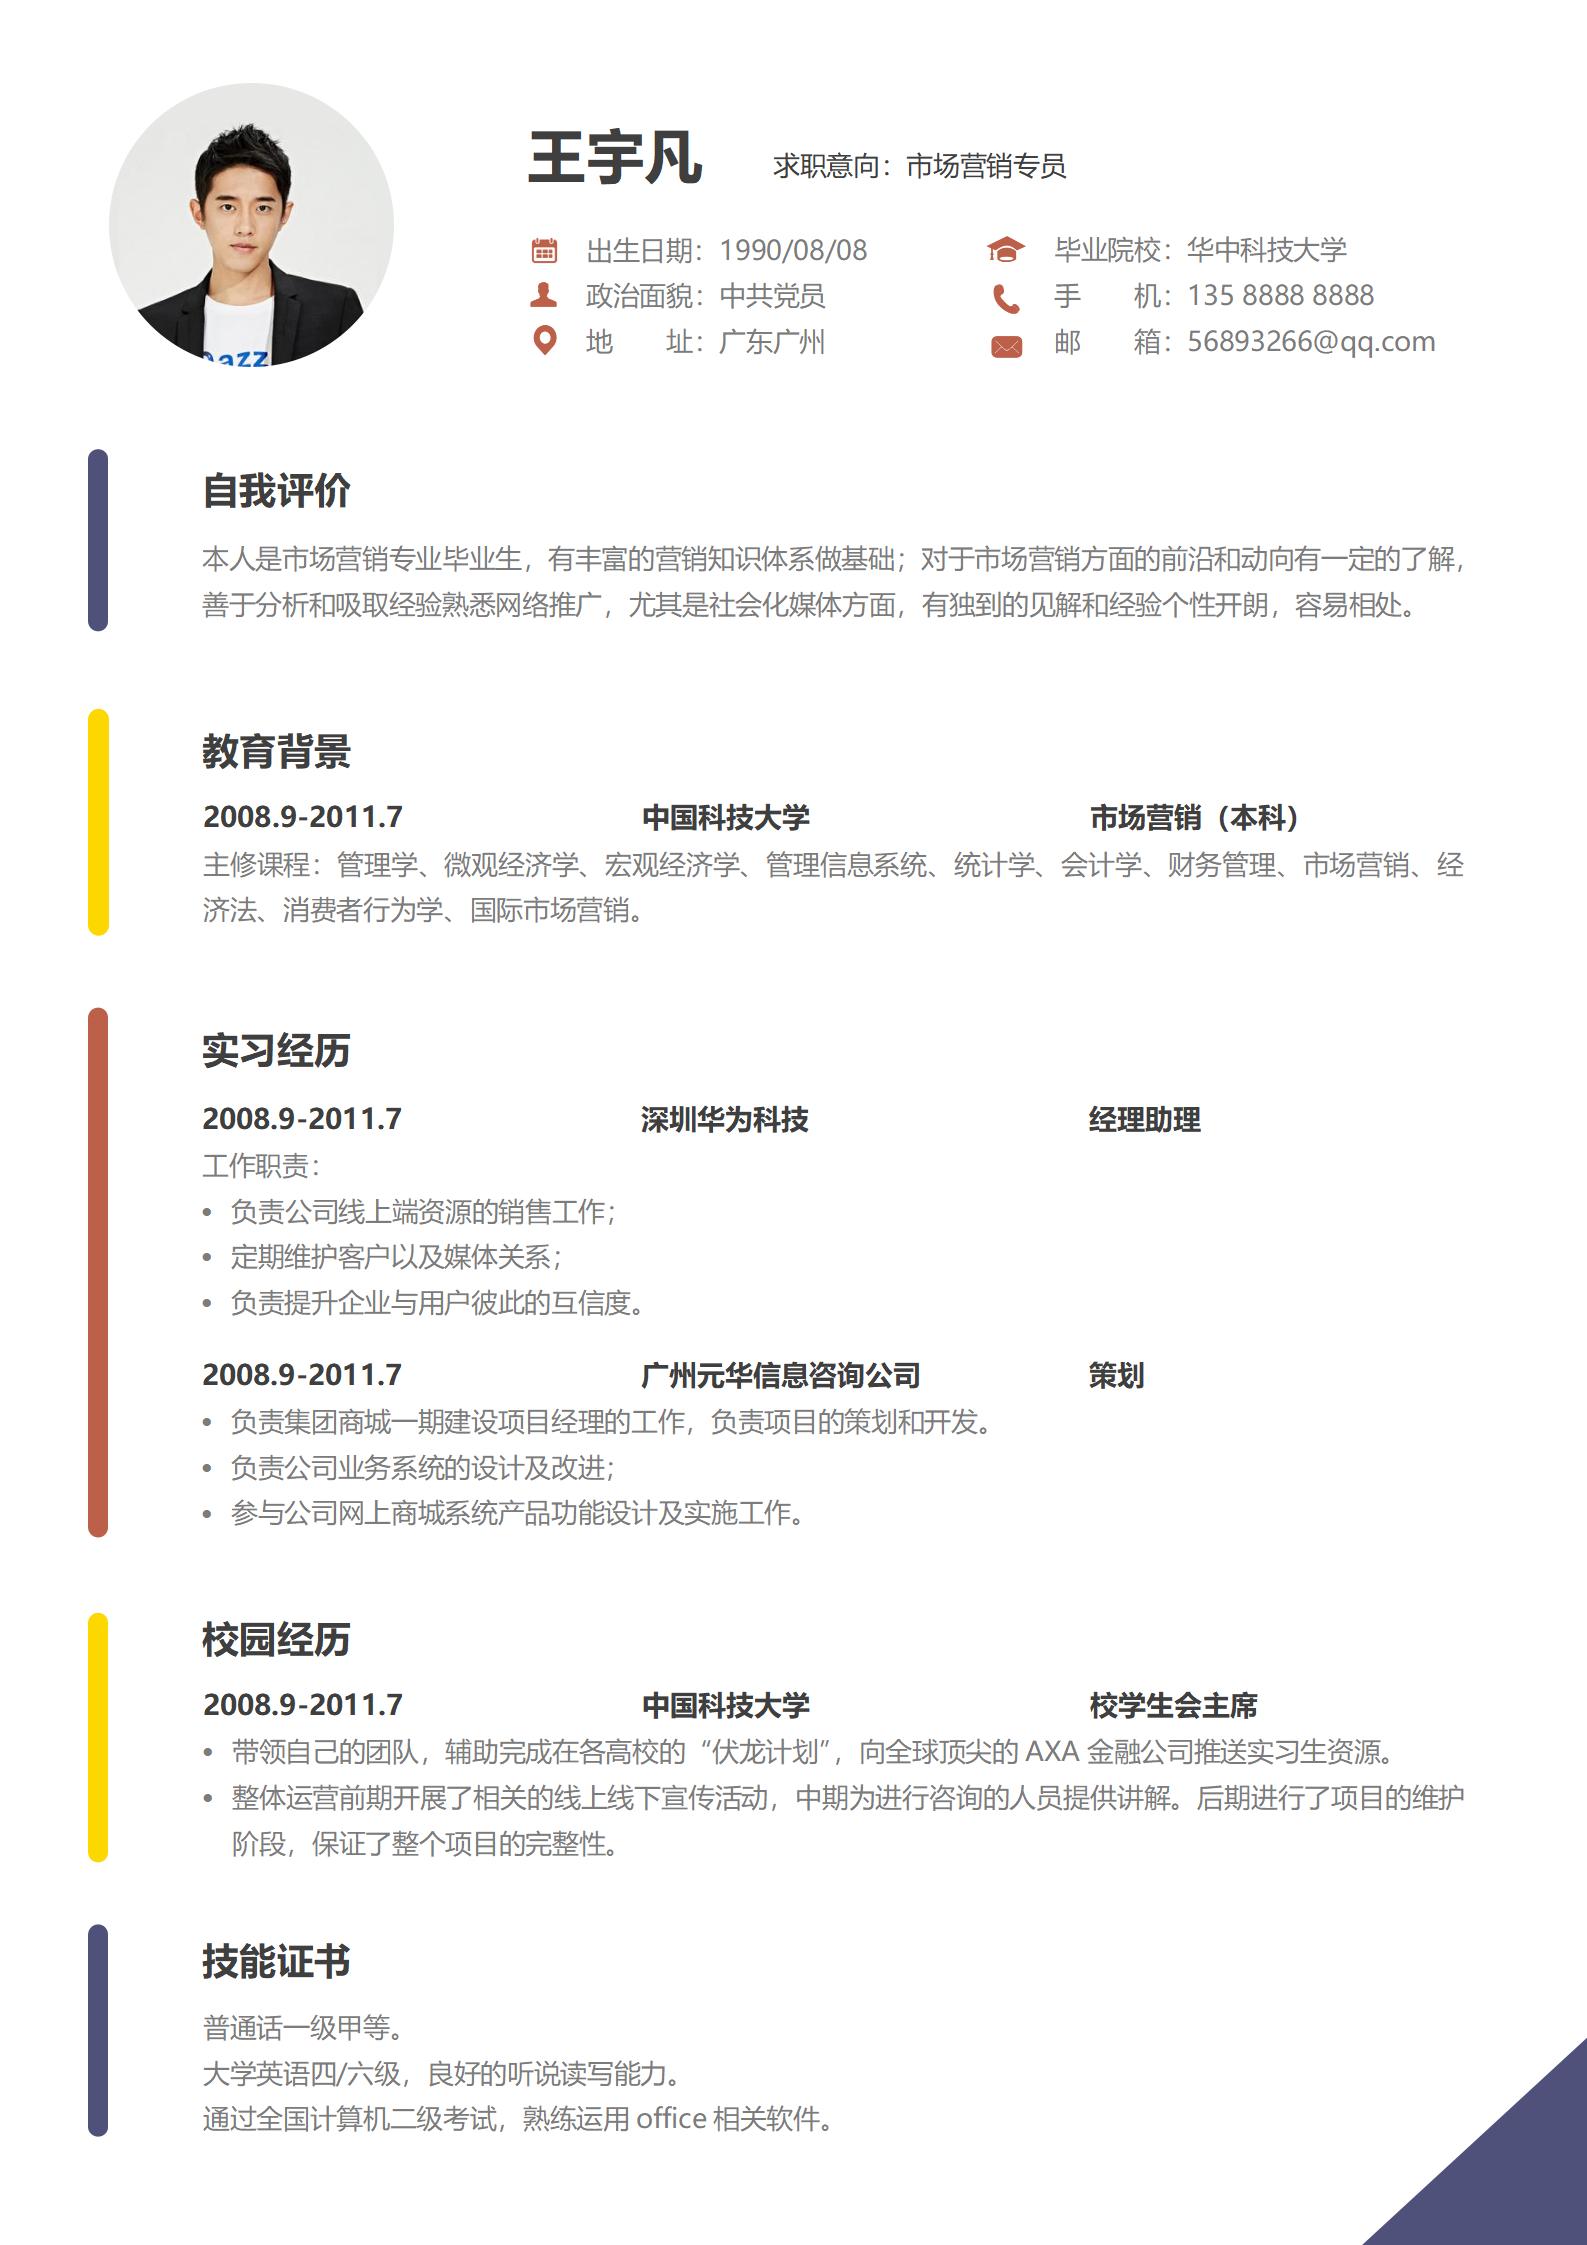 王宇凡 求职意向：市场营销专员
出生日期：1990/08/08 毕业院校：华中科技大学
政治面貌：中共党员 手 机：135 8888 8888
地 址：广东广州 邮 箱：56893266@qq.com
azz
自我评价
本人是市场营销专业毕业生，有丰富的营销知识体系做基础；对于市场营销方面的前沿和动向有一定的了解，
善于分析和吸取经验熟悉网络推广，尤其是社会化媒体方面，有独到的见解和经验个性开朗，容易相处。
教育背景
2008.9-2011.7 中国科技大学 市场营销（本科）
主修课程：管理学、微观经济学、宏观经济学、管理信息系统、统计学、会计学、财务管理、市场营销、经
济法、消费者行为学、国际市场营销。
实习经历
2008.9-2011.7 深圳华为科技 经理助理
工作职责：
• 负责公司线上端资源的销售工作；
• 定期维护客户以及媒体关系；
• 负责提升企业与用户彼此的互信度。
2008.9-2011.7 广州元华信息咨询公司 策划
• 负责集团商城一期建设项目经理的工作，负责项目的策划和开发。
• 负责公司业务系统的设计及改进；
• 参与公司网上商城系统产品功能设计及实施工作。
校园经历
2008.9-2011.7 中国科技大学 校学生会主席
• 带领自己的团队，辅助完成在各高校的“伏龙计划”，向全球顶尖的 AXA 金融公司推送实习生资源。
• 整体运营前期开展了相关的线上线下宣传活动，中期为进行咨询的人员提供讲解。后期进行了项目的维护
阶段，保证了整个项目的完整性。
技能证书
普通话一级甲等。
大学英语四/六级，良好的听说读写能力。
通过全国计算机二级考试，熟练运用 office 相关软件。